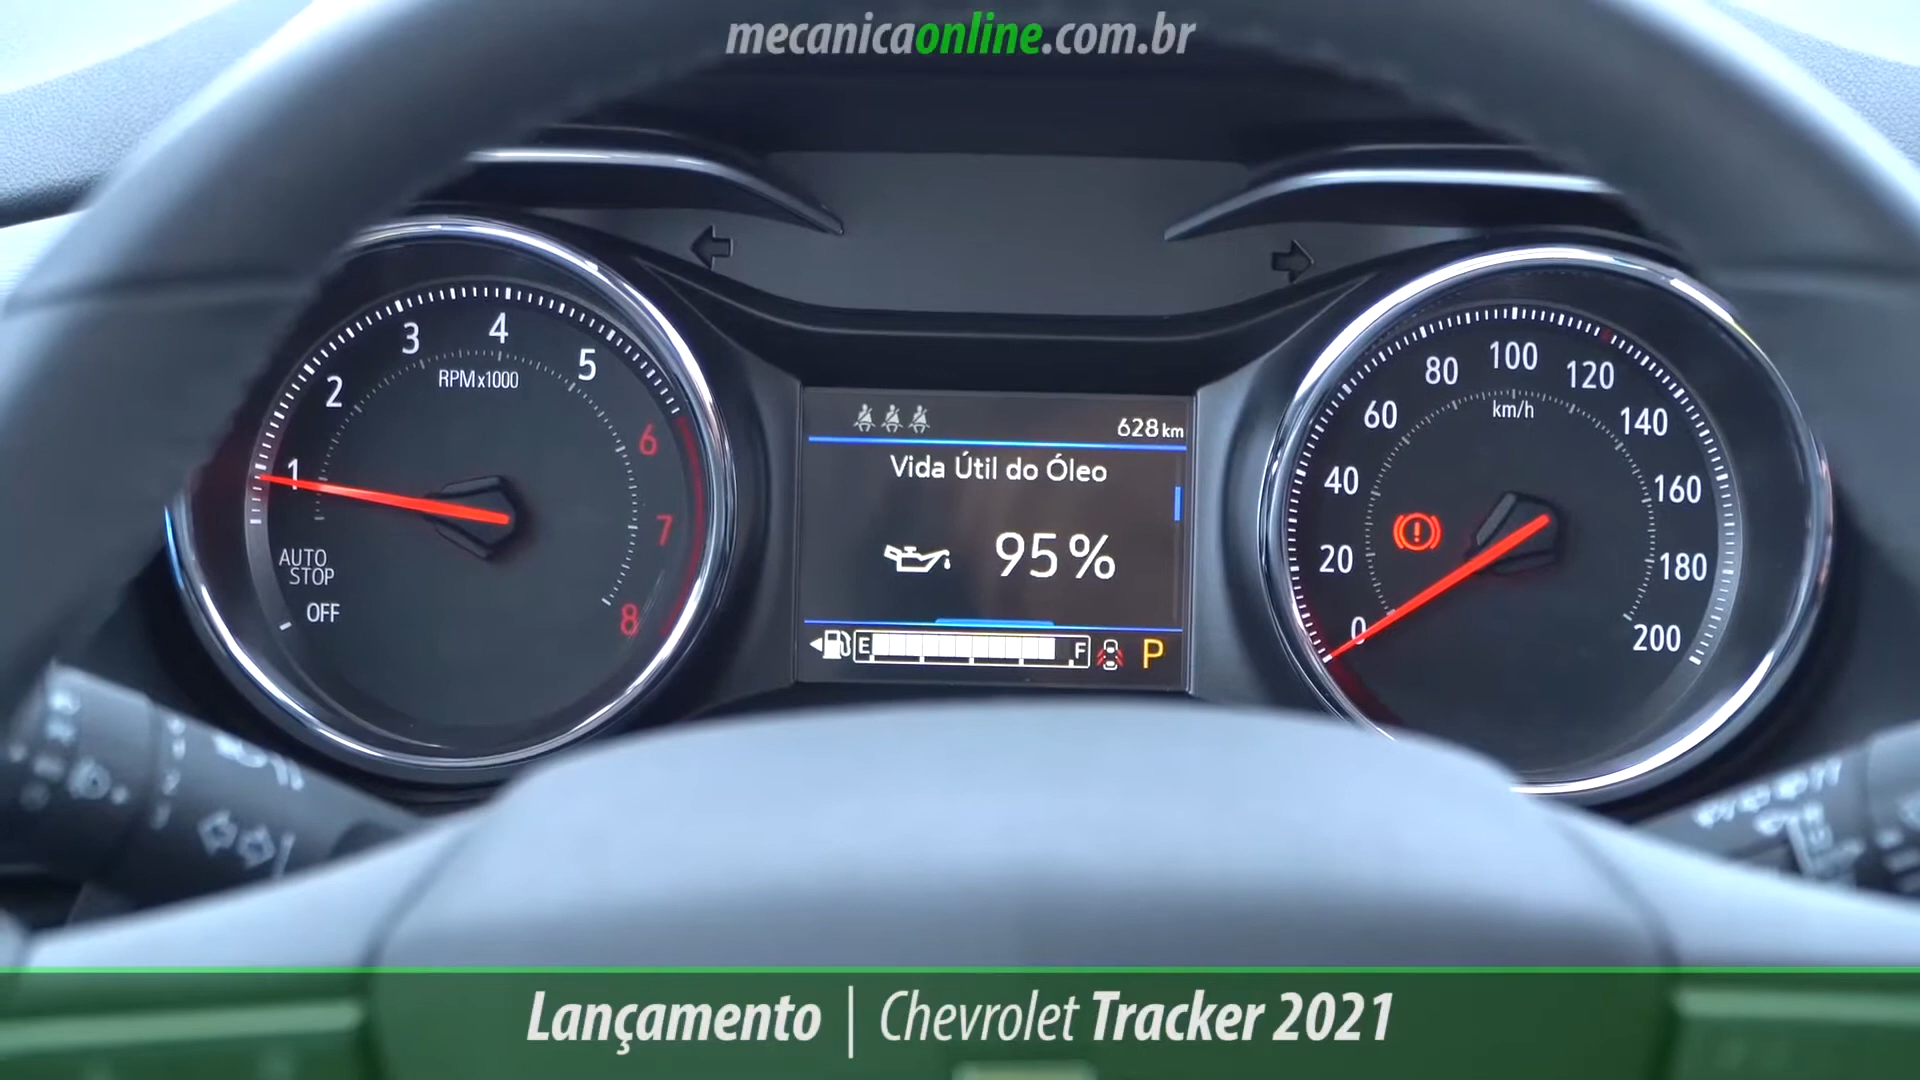 mecanicaonline.com.br
1
2
3
4
5
6
7
8
RPM x1000
AUTO
STOP
OFF
628 km
Vida Útil do Óleo
95%
E
F
P
0
20
40
60
80
100
120
140
160
180
200
km/h
Lançamento | Chevrolet Tracker 2021